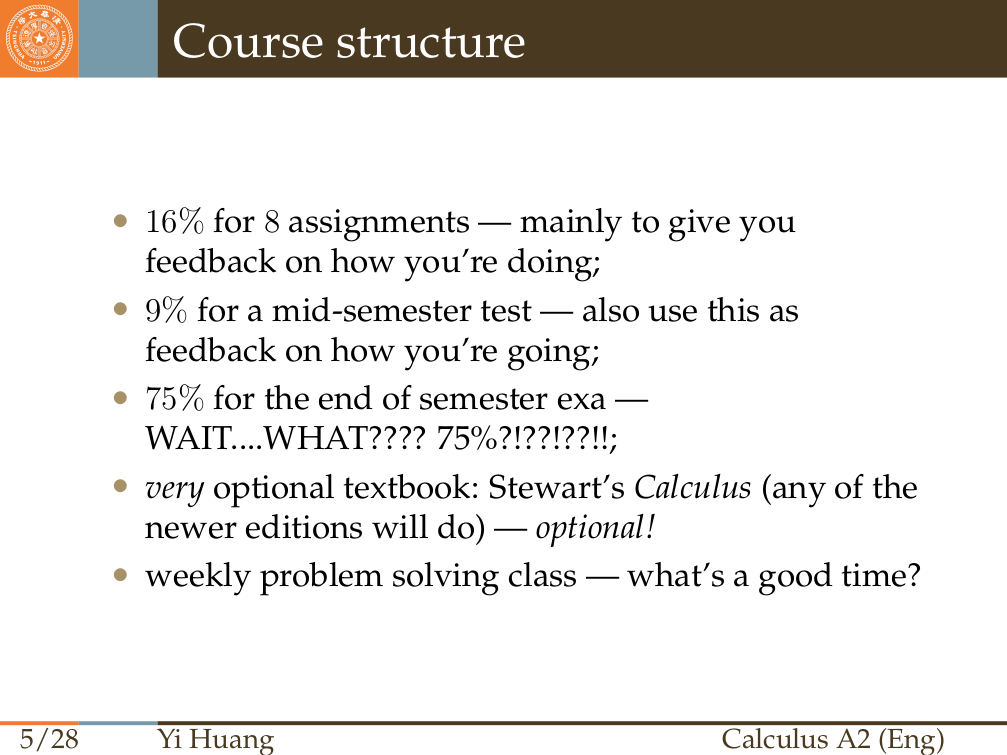 Course structure
• 16% for 8 assignments — mainly to give you
feedback on how you're doing;
• 9% for a mid-semester test — also use this as
feedback on how you're going;
• 75% for the end of semester exa —
WAIT....WHAT???? 75%?!??!??!!;
• very optional textbook: Stewart's Calculus (any of the
newer editions will do) — optional!
• weekly problem solving class — what's a good time?
5/28 Yi Huang Calculus A2 (Eng)